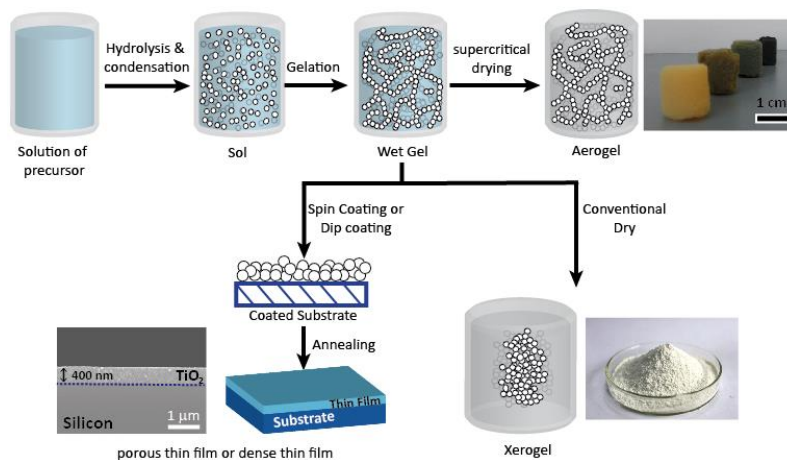 Hydrolysis &
condensation
Gelation
supercritical
drying
1 cm
Solution of
precursor
Sol
Wet Gel
Aerogel
Spin Coating or
Dip coating
Conventional
Dry
Coated Substrate
Annealing
400 nm
TiO₂
Silicon
1 μm
Thin Film
Substrate
Xerogel
porous thin film or dense thin film